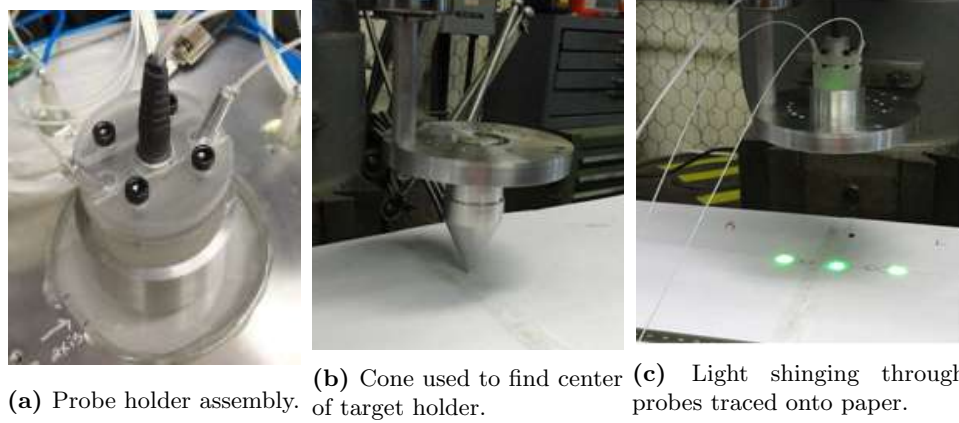 (a) Probe holder assembly.
(b) Cone used to find center
of target holder.
(c) Light shinging through
probes traced onto paper.